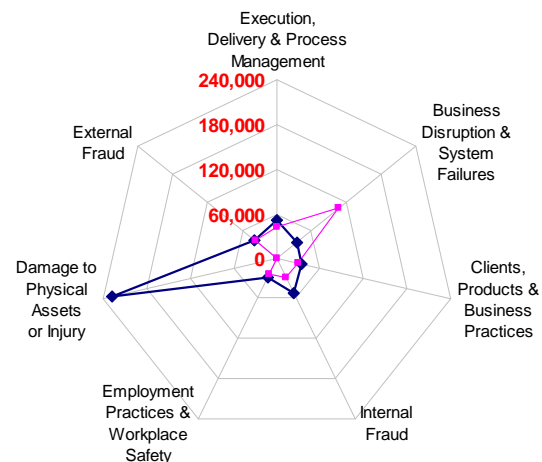 Execution,
Delivery & Process
Management
240,000
180,000
120,000
60,000
0
Business
Disruption &
System
Failures
Clients,
Products &
Business
Practices
Internal
Fraud
Employment
Practices &
Workplace
Safety
Damage to
Physical
Assets
or Injury
External
Fraud